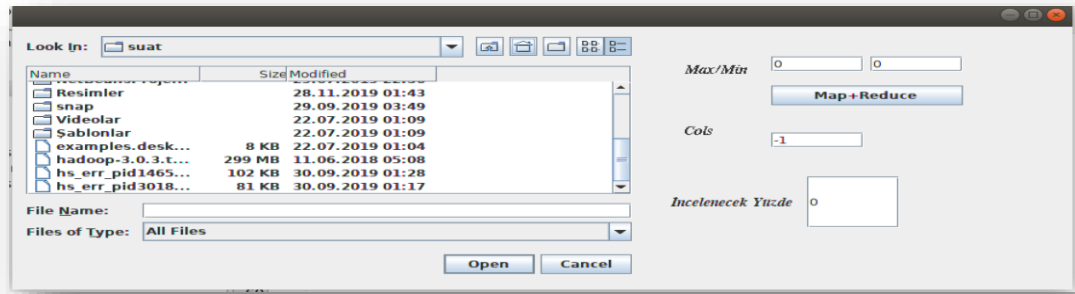 Look In: suat
Name Size Modified
Resimler 28.11.2019 01:43
snap 29.09.2019 03:49
Videolar 22.07.2019 01:09
Şablonlar 22.07.2019 01:09
examples.desk... 8 KB 22.07.2019 01:04
hadoop-3.0.3.t... 299 MB 11.06.2018 05:08
hs_err_pid1465... 102 KB 30.09.2019 01:28
hs_err_pid3018... 81 KB 30.09.2019 01:17
File Name:
Files of Type: All Files
Open Cancel
Max/Min 0 0
Map+Reduce
Cols -1
Incelenecek Yuzde 0